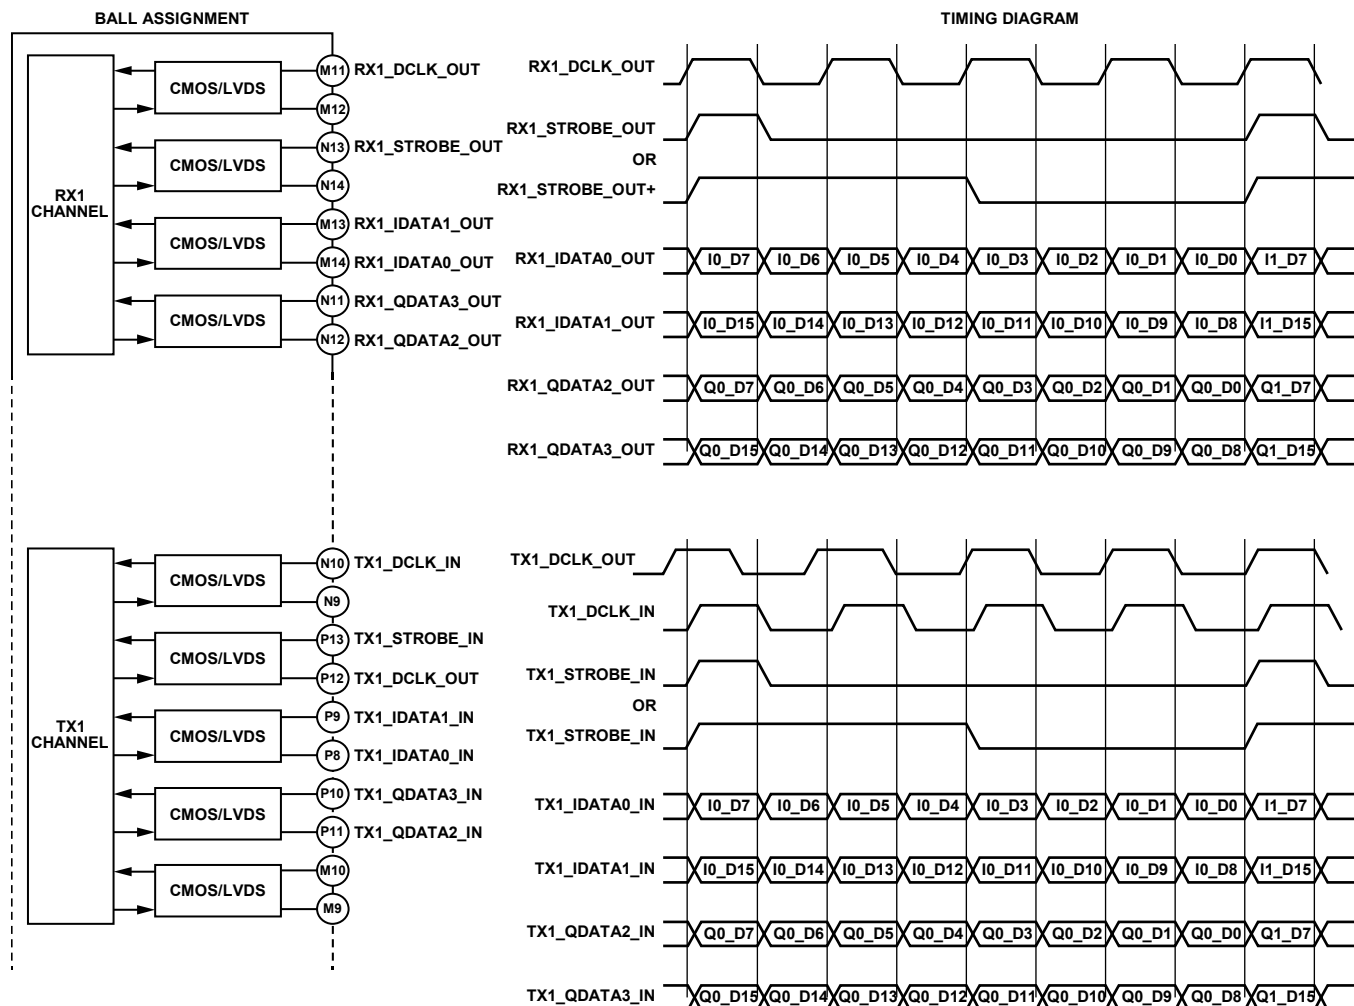 BALL ASSIGNMENT
TIMING DIAGRAM
RX1
CHANNEL
CMOS/LVDS
M11 RX1_DCLK_OUT
M12
CMOS/LVDS
N13 RX1_STROBE_OUT
N14
CMOS/LVDS
M13 RX1_IDATA1_OUT
M14 RX1_IDATA0_OUT
CMOS/LVDS
N11 RX1_QDATA3_OUT
N12 RX1_QDATA2_OUT
RX1_DCLK_OUT
RX1_STROBE_OUT
OR
RX1_STROBE_OUT+
RX1_IDATA0_OUT I0_D7 I0_D6 I0_D5 I0_D4 I0_D3 I0_D2 I0_D1 I0_D0 I1_D7
RX1_IDATA1_OUT I0_D15 I0_D14 I0_D13 I0_D12 I0_D11 I0_D10 I0_D9 I0_D8 I1_D15
RX1_QDATA2_OUT Q0_D7 Q0_D6 Q0_D5 Q0_D4 Q0_D3 Q0_D2 Q0_D1 Q0_D0 Q1_D7
RX1_QDATA3_OUT Q0_D15 Q0_D14 Q0_D13 Q0_D12 Q0_D11 Q0_D10 Q0_D9 Q0_D8 Q1_D15
TX1
CHANNEL
CMOS/LVDS
N10 TX1_DCLK_IN
N9
CMOS/LVDS
P13 TX1_STROBE_IN
P12 TX1_DCLK_OUT
CMOS/LVDS
P9 TX1_IDATA1_IN
P8 TX1_IDATA0_IN
CMOS/LVDS
P10 TX1_QDATA3_IN
P11 TX1_QDATA2_IN
CMOS/LVDS
M10
M9
TX1_DCLK_OUT
TX1_DCLK_IN
TX1_STROBE_IN
OR
TX1_STROBE_IN
TX1_IDATA0_IN I0_D7 I0_D6 I0_D5 I0_D4 I0_D3 I0_D2 I0_D1 I0_D0 I1_D7
TX1_IDATA1_IN I0_D15 I0_D14 I0_D13 I0_D12 I0_D11 I0_D10 I0_D9 I0_D8 I1_D15
TX1_QDATA2_IN Q0_D7 Q0_D6 Q0_D5 Q0_D4 Q0_D3 Q0_D2 Q0_D1 Q0_D0 Q1_D7
TX1_QDATA3_IN Q0_D15 Q0_D14 Q0_D13 Q0_D12 Q0_D11 Q0_D10 Q0_D9 Q0_D8 Q1_D15